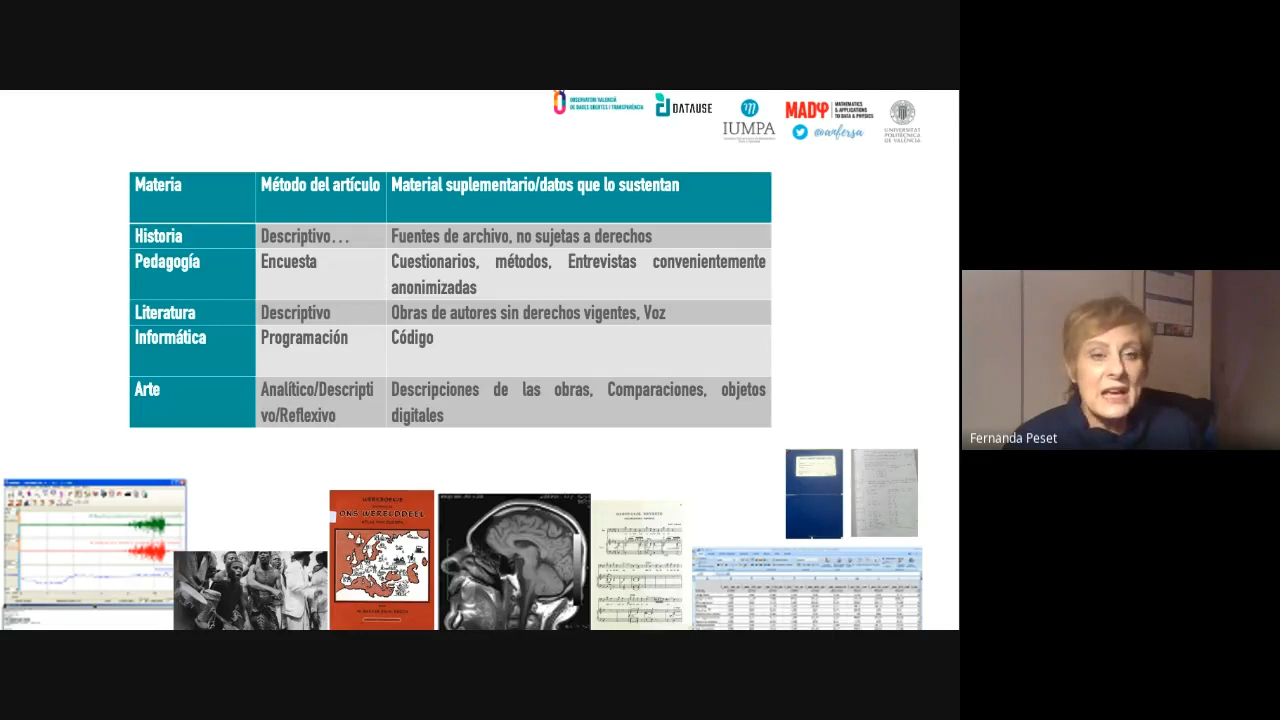 OBSERVATORI VALENCIÀ
DE DADES OBERTES I TRANSPARÈNCIA
DATAUSE
IUMPA
MADΦ
MATHEMATICS
& APPLICATIONS
TO DATA & PHYSICS
@oanfersa
UNIVERSITAT
POLITÈCNICA
DE VALÈNCIA
Materia
Método del artículo
Material suplementario/datos que lo sustentan
Historia
Descriptivo...
Fuentes de archivo, no sujetas a derechos
Pedagogía
Encuesta
Cuestionarios, métodos, Entrevistas convenientemente
anonimizadas
Literatura
Descriptivo
Obras de autores sin derechos vigentes, Voz
Informática
Programación
Código
Arte
Analítico/Descripti
vo/Reflexivo
Descripciones de las obras, Comparaciones, objetos
digitales
ONS WERELDDEEL
Fernanda Peset